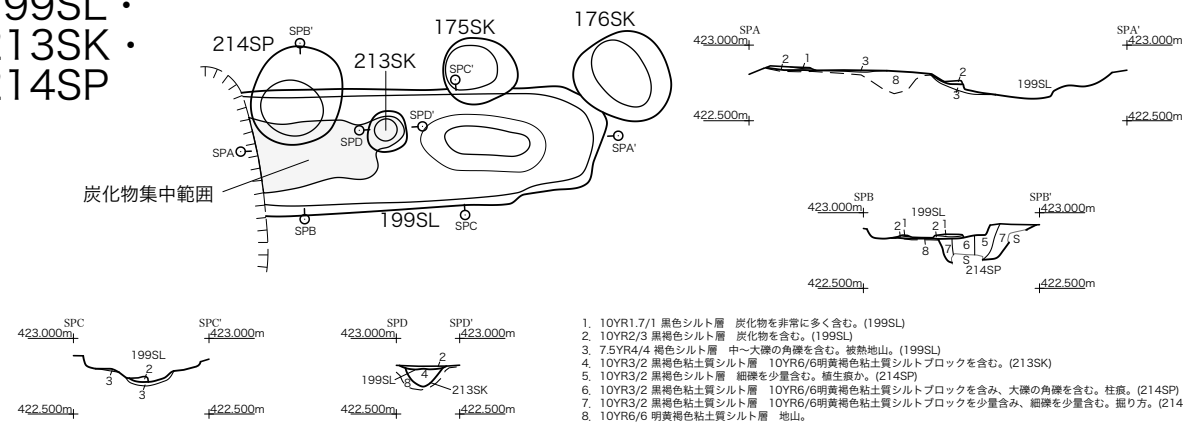 99SL・
213SK・
214SP
SPB'
175SK
176SK
214SP
213SK
SPC'
SPD'
SPD
SPA
SPA'
炭化物集中範囲
199SL
SPB
SPC
SPA
SPA'
423.000m
423.000m
2 1
3
8
2
3
199SL
422.500m
422.500m
SPB
SPB'
423.000m
199SL
423.000m
2 1
2 1
8
7
6
5
7
S
S
214SP
422.500m
422.500m
SPC
SPC'
423.000m
423.000m
199SL
3
2
3
422.500m
422.500m
SPD
SPD'
423.000m
423.000m
2
4
199SL
8
213SK
422.500m
422.500m
1. 10YR1.7/1 黒色シルト層 炭化物を非常に多く含む。(199SL)
2. 10YR2/3 黒褐色シルト層 炭化物を含む。(199SL)
3. 7.5YR4/4 褐色シルト層 中〜大礫の角礫を含む。被熱地山。(199SL)
4. 10YR3/2 黒褐色粘土質シルト層 10YR6/6明黄褐色粘土質シルトブロックを含む。(213SK)
5. 10YR3/2 黒褐色シルト層 細礫を少量含む。植生痕か。(214SP)
6. 10YR3/2 黒褐色粘土質シルト層 10YR6/6明黄褐色粘土質シルトブロックを含み、大礫の角礫を含む。柱痕。(214SP)
7. 10YR3/2 黒褐色粘土質シルト層 10YR6/6明黄褐色粘土質シルトブロックを少量含み、細礫を少量含む。掘り方。(214
8. 10YR6/6 明黄褐色粘土質シルト層 地山。